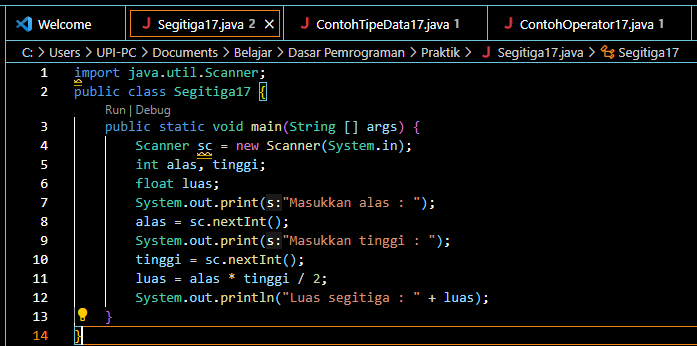 Welcome Segitiga17.java 2 ContohTipeData17.java 1 ContohOperator17.java 1
C: > Users > UPI-PC > Documents > Belajar > Dasar Pemrograman > Praktik > Segitiga17.java > Segitiga17
1 import java.util.Scanner;
2 public class Segitiga17 {
Run | Debug
3 public static void main(String [] args) {
4 Scanner sc = new Scanner(System.in);
5 int alas, tinggi;
6 float luas;
7 System.out.print(s:"Masukkan alas : ");
8 alas = sc.nextInt();
9 System.out.print(s:"Masukkan tinggi : ");
10 tinggi = sc.nextInt();
11 luas = alas * tinggi / 2;
12 System.out.println("Luas segitiga : " + luas);
13 }
14 }